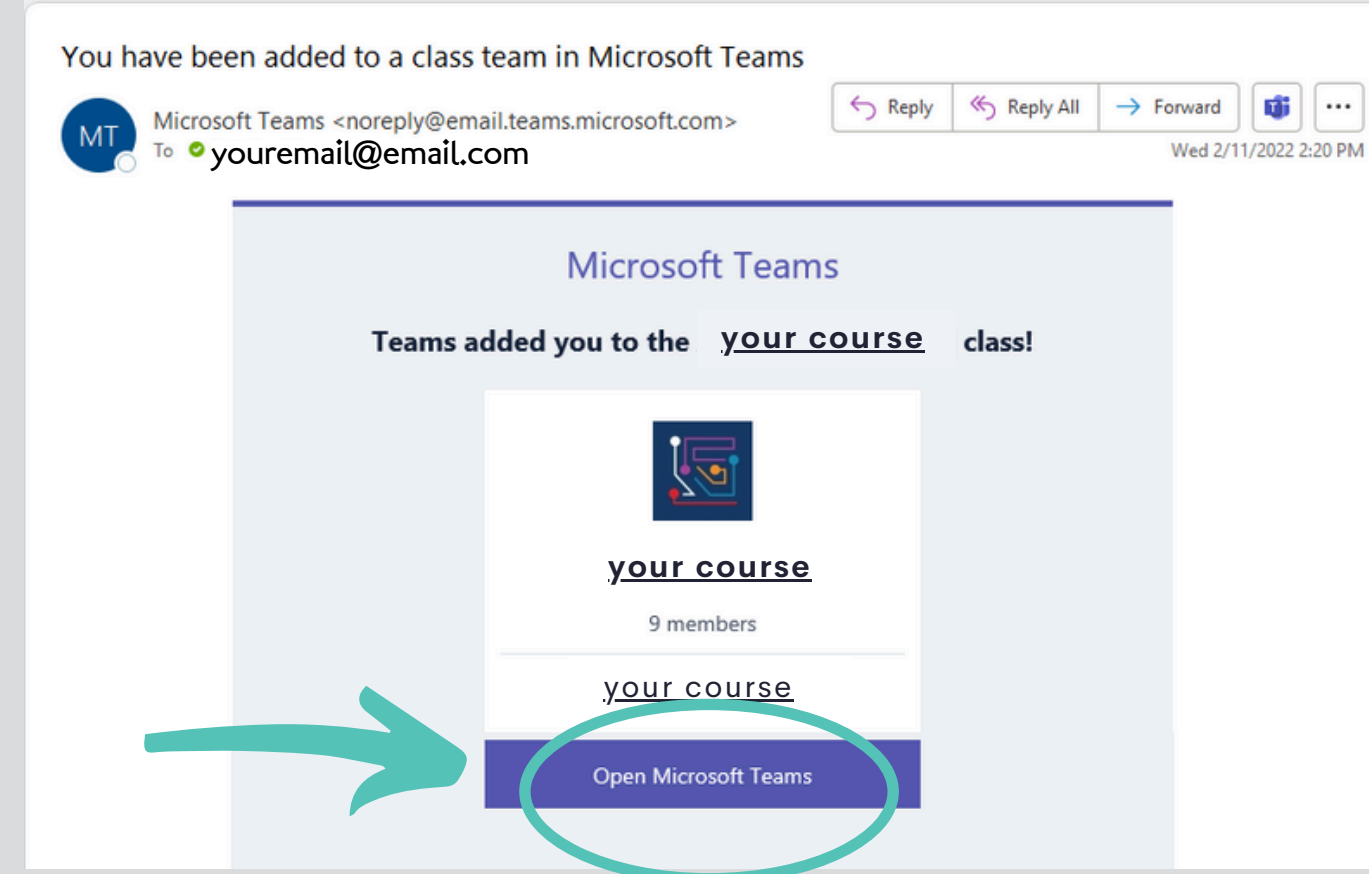 You have been added to a class team in Microsoft Teams
MT
Microsoft Teams <noreply@email.teams.microsoft.com>
Reply
Reply All
Forward
To youremail@email.com
Wed 2/11/2022 2:20 PM
Microsoft Teams
Teams added you to the your course class!
your course
9 members
your course
Open Microsoft Teams